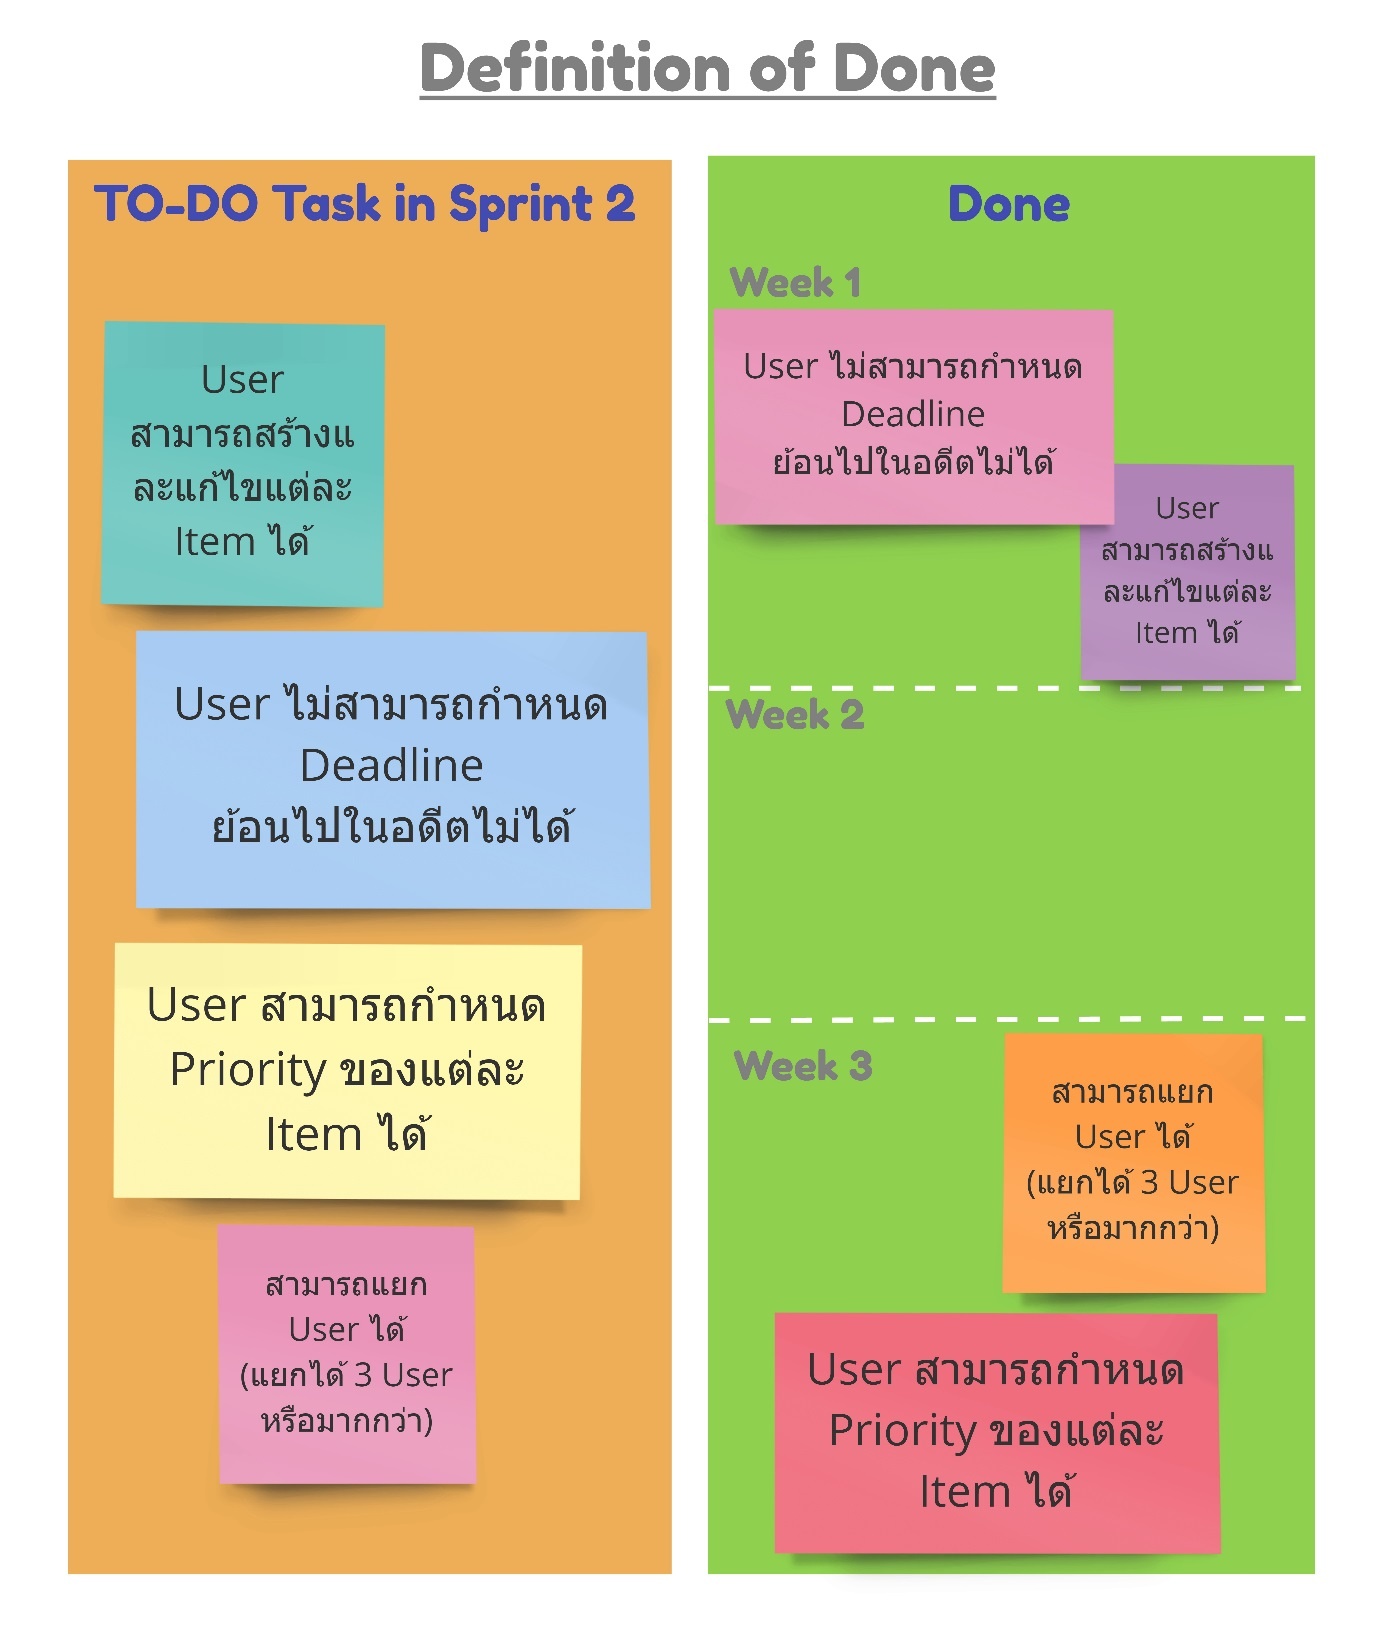 Definition of Done
TO-DO Task in Sprint 2
User
สามารถสร้างแ
ละแก้ไขแต่ละ
Item ได้
User ไม่สามารถกำหนด
Deadline
ย้อนไปในอดีตไม่ได้
User สามารถกำหนด
Priority ของแต่ละ
Item ได้
สามารถแยก
User ได้
(แยกได้ 3 User
หรือมากกว่า)
Done
Week 1
User ไม่สามารถกำหนด
Deadline
ย้อนไปในอดีตไม่ได้
User
สามารถสร้างแ
ละแก้ไขแต่ละ
Item ได้
Week 2
Week 3
สามารถแยก
User ได้
(แยกได้ 3 User
หรือมากกว่า)
User สามารถกำหนด
Priority ของแต่ละ
Item ได้